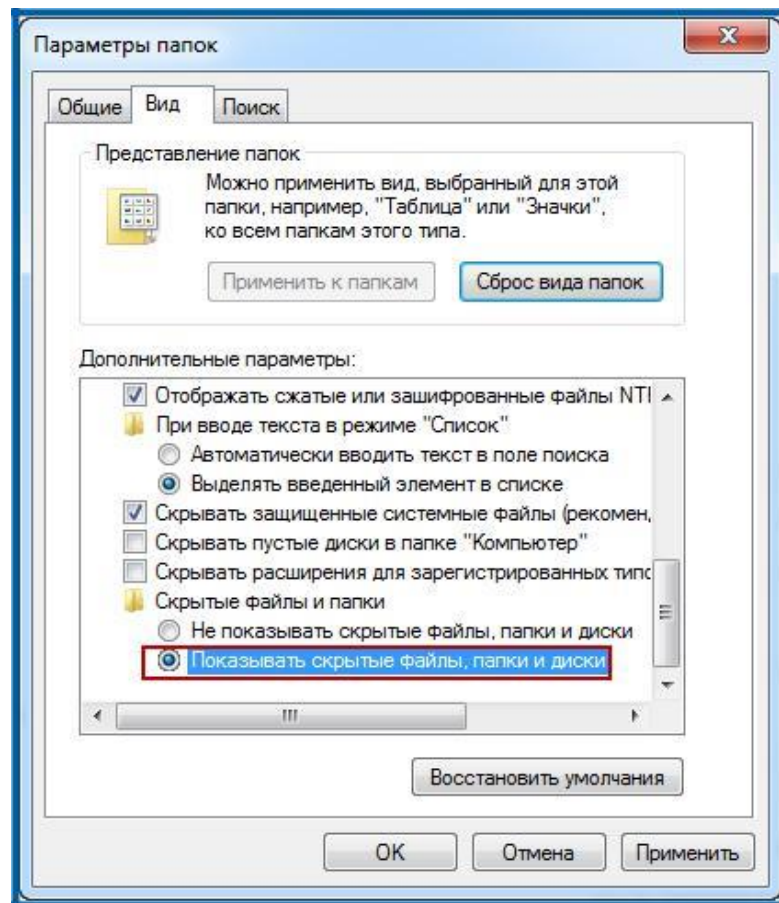 Параметры папок
Общие
Вид
Поиск
Представление папок
Можно применить вид, выбранный для этой
папки, например, "Таблица" или "Значки",
ко всем папкам этого типа.
Применить к папкам
Сброс вида папок
Дополнительные параметры:
Отображать сжатые или зашифрованные файлы NT
При вводе текста в режиме "Список"
Автоматически вводить текст в поле поиска
Выделять введенный элемент в списке
Скрывать защищенные системные файлы (рекомен
Скрывать пустые диски в папке "Компьютер"
Скрывать расширения для зарегистрированных типо
Скрытые файлы и папки
Не показывать скрытые файлы, папки и диски
Показывать скрытые файлы, папки и диски
Восстановить умолчания
ОК
Отмена
Применить